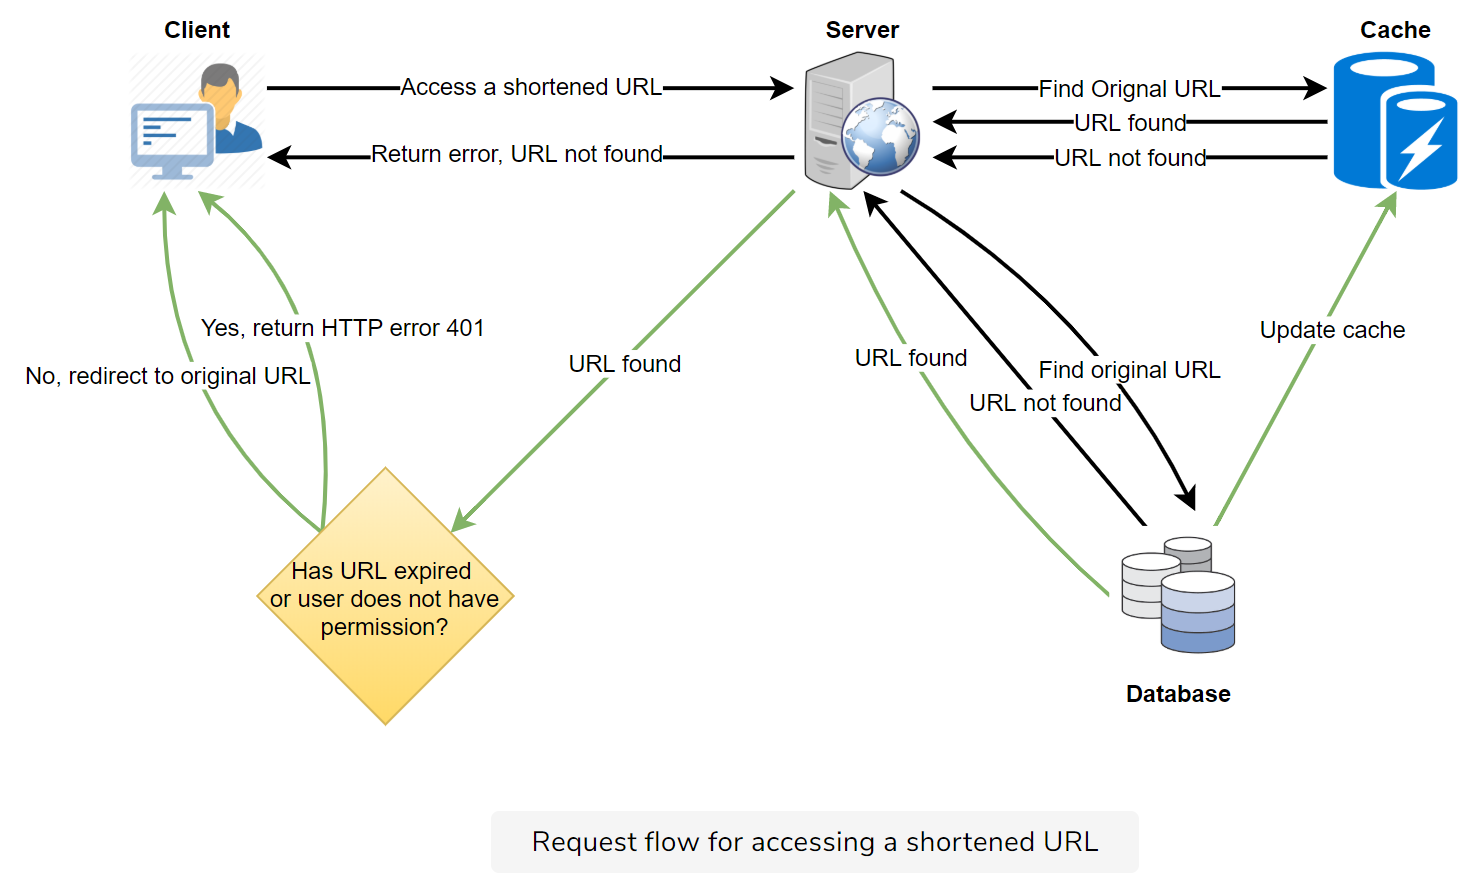 Client
Server
Cache
Access a shortened URL
Find Orignal URL
URL found
Return error, URL not found
URL not found
Yes, return HTTP error 401
Update cache
No, redirect to original URL
URL found
URL found
Find original URL
URL not found
Has URL expired
or user does not have
permission?
Database
Request flow for accessing a shortened URL